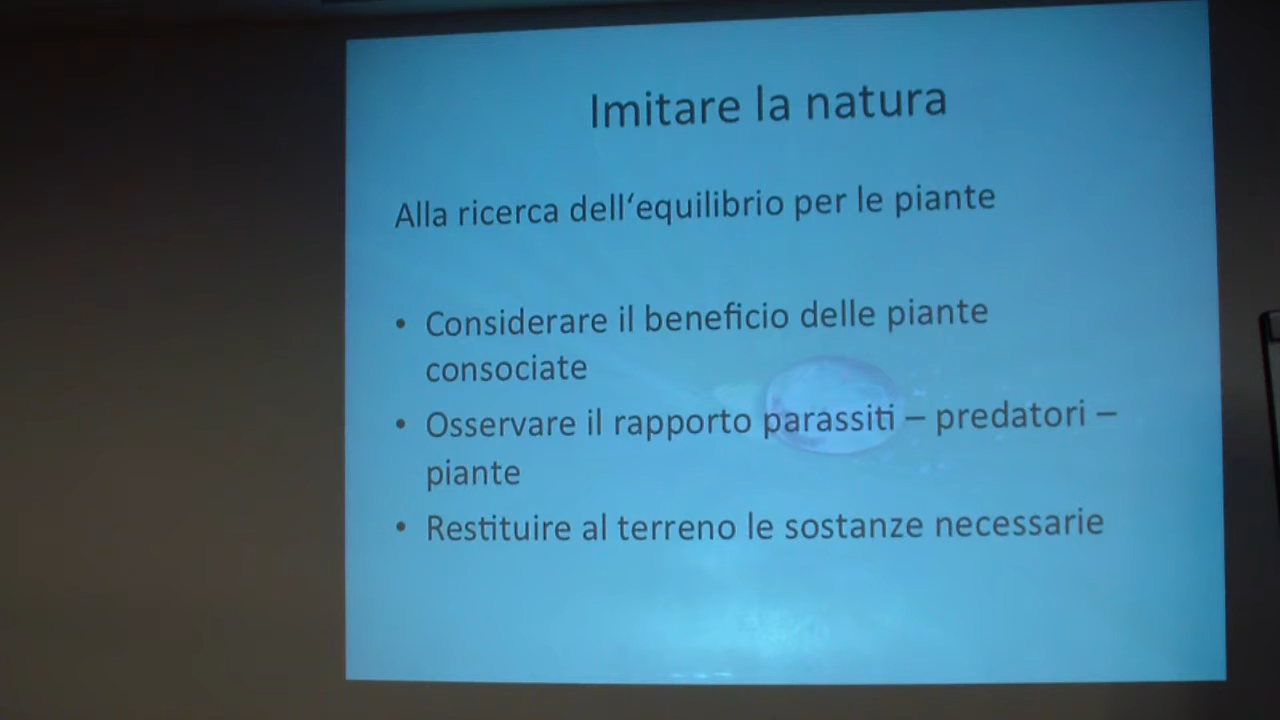 Imitare la natura
Alla ricerca dell‘equilibrio per le piante
• Considerare il beneficio delle piante
consociate
• Osservare il rapporto parassiti – predatori –
piante
• Restituire al terreno le sostanze necessarie